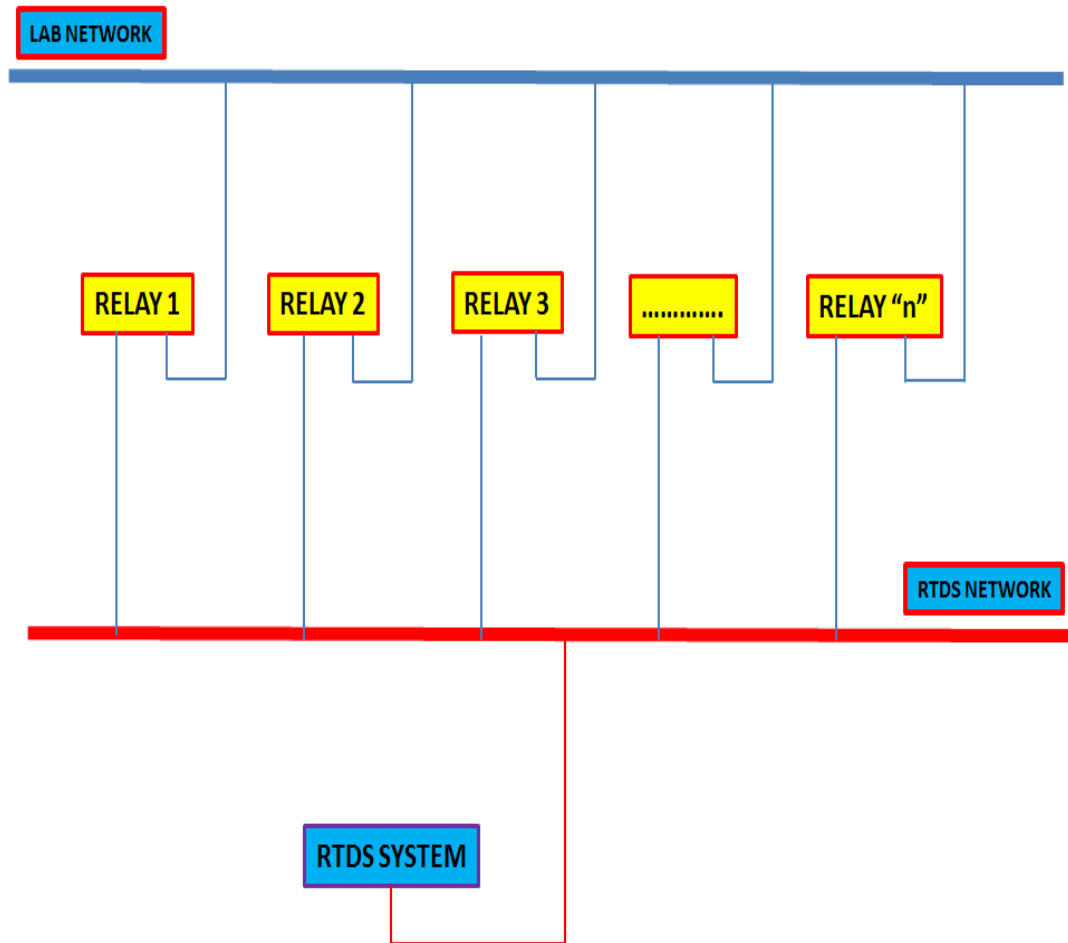 LAB NETWORK
RELAY 1
RELAY 2
RELAY 3
………….
RELAY “n”
RTDS NETWORK
RTDS SYSTEM